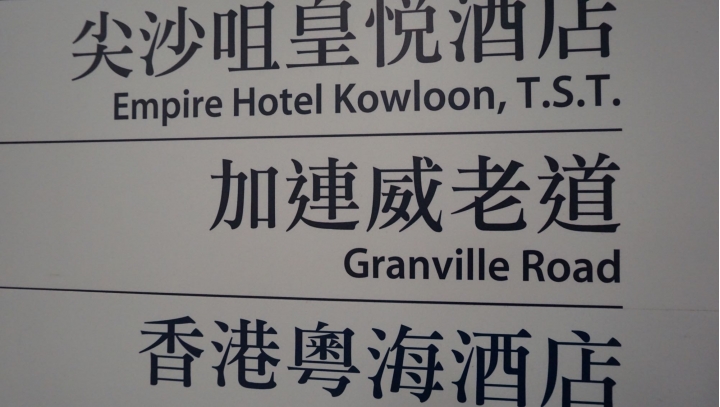 尖沙咀皇悦酒店
Empire Hotel Kowloon, T.S.T.
加連威老道
Granville Road
香港粵海酒店